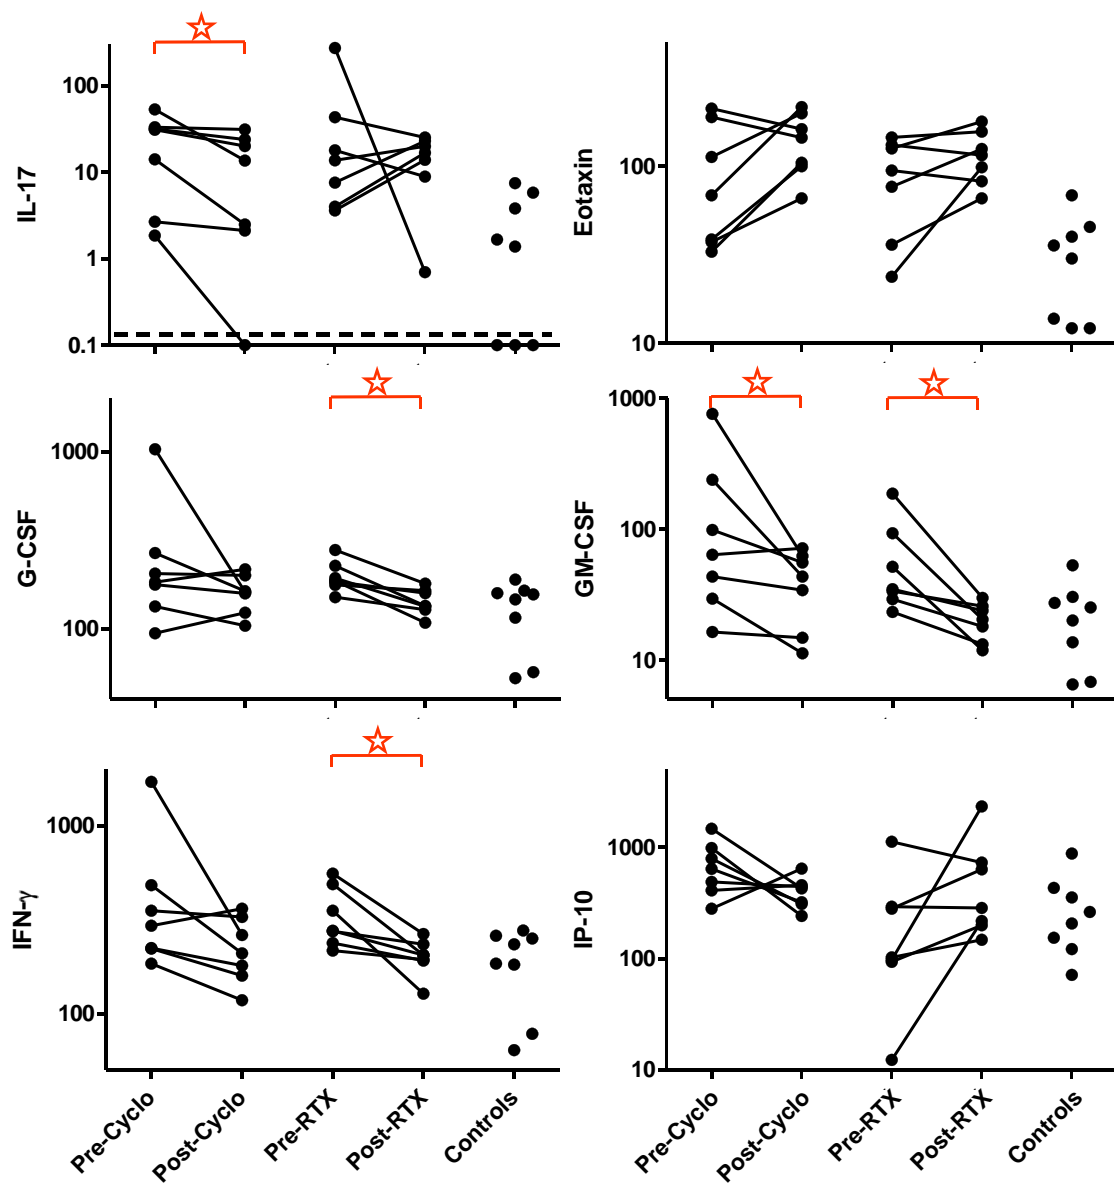 IL-17
100
10
1
0.1
Eotaxin
100
10
G-CSF
1000
100
GM-CSF
1000
100
10
IFN-γ
1000
100
IP-10
1000
100
10
Pre-Cyclo
Post-Cyclo
Pre-RTX
Post-RTX
Controls
Pre-Cyclo
Post-Cyclo
Pre-RTX
Post-RTX
Controls